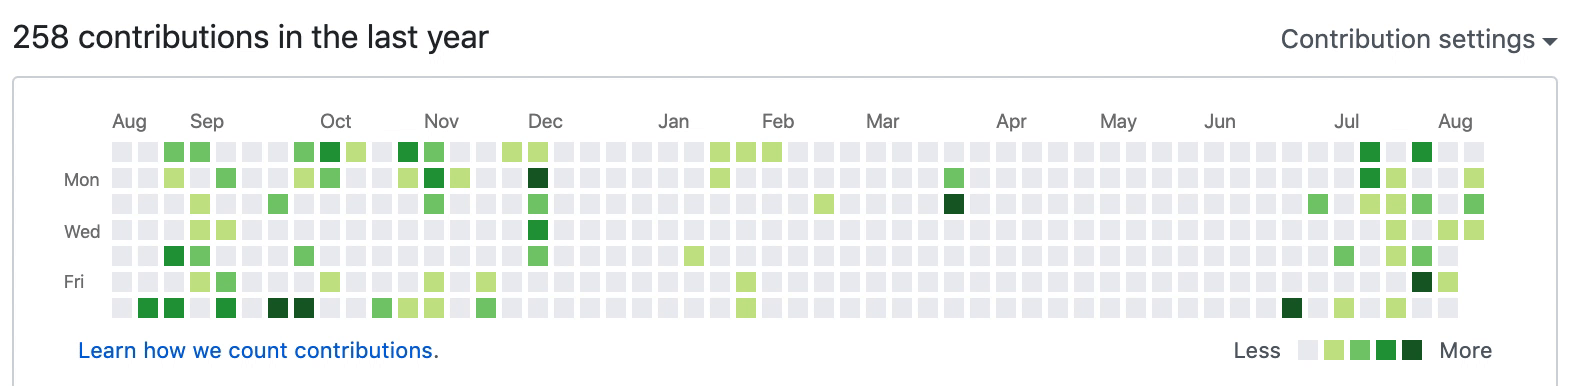 258 contributions in the last year
Contribution settings
Aug Sep Oct Nov Dec Jan Feb Mar Apr May Jun Jul Aug
Mon
Wed
Fri
Learn how we count contributions.
Less More